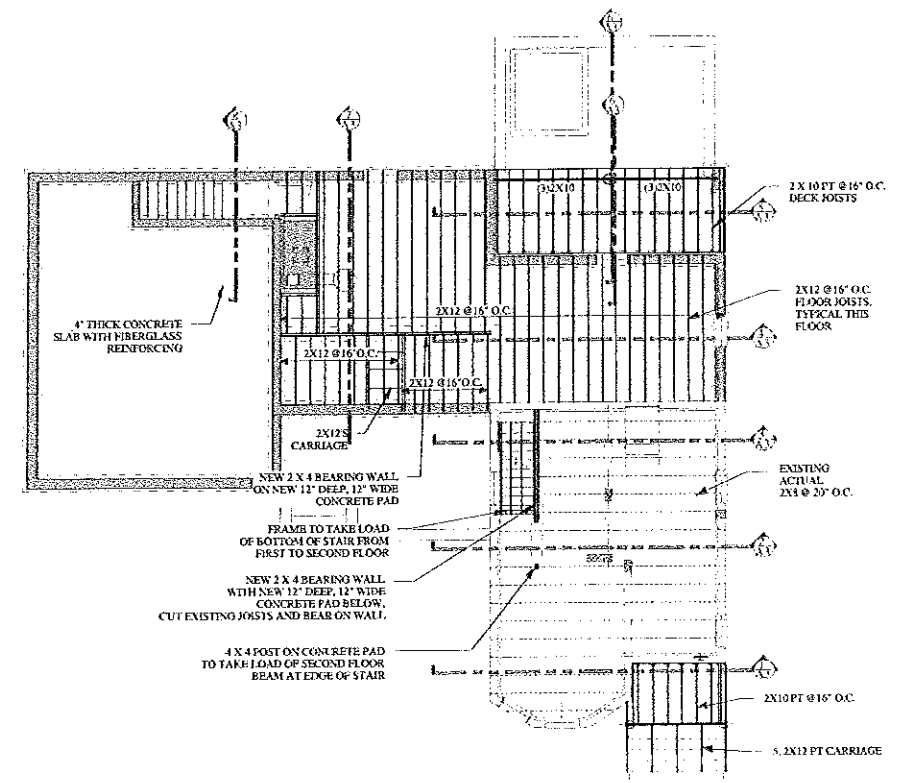 (3)2X10
(3)2X10
2 X 10 PT @16" O.C.
DECK JOISTS
4" THICK CONCRETE
SLAB WITH FIBERGLASS
REINFORCING
2X12 @16" O.C.
2X12 @16" O.C.
FLOOR JOISTS,
TYPICAL THIS
FLOOR
2X12 @16" O.C.
2X12 @16"O.C.
2X12'S
CARRIAGE
NEW 2 X 4 BEARING WALL
ON NEW 12" DEEP, 12" WIDE
CONCRETE PAD
EXISTING
ACTUAL
2X8 @ 20" O.C.
FRAME TO TAKE LOAD
OF BOTTOM OF STAIR FROM
FIRST TO SECOND FLOOR
NEW 2 X 4 BEARING WALL
WITH NEW 12" DEEP, 12" WIDE
CONCRETE PAD BELOW,
CUT EXISTING JOISTS AND BEAR ON WALL,
4 X 4 POST ON CONCRETE PAD
TO TAKE LOAD OF SECOND FLOOR
BEAM AT EDGE OF STAIR
2X10 PT @16" O.C.
5, 2X12 PT CARRIAGE